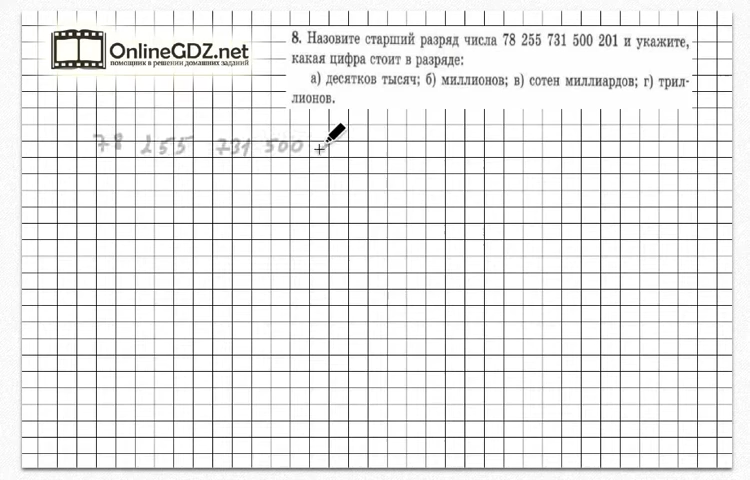 OnlineGDZ.net
помощник в решении домашних заданий
8. Назовите старший разряд числа 78 255 731 500 201 и укажите,
какая цифра стоит в разряде:
а) десятков тысяч; б) миллионов; в) сотен миллиардов; г) трил-
лионов.
78 255 731 500